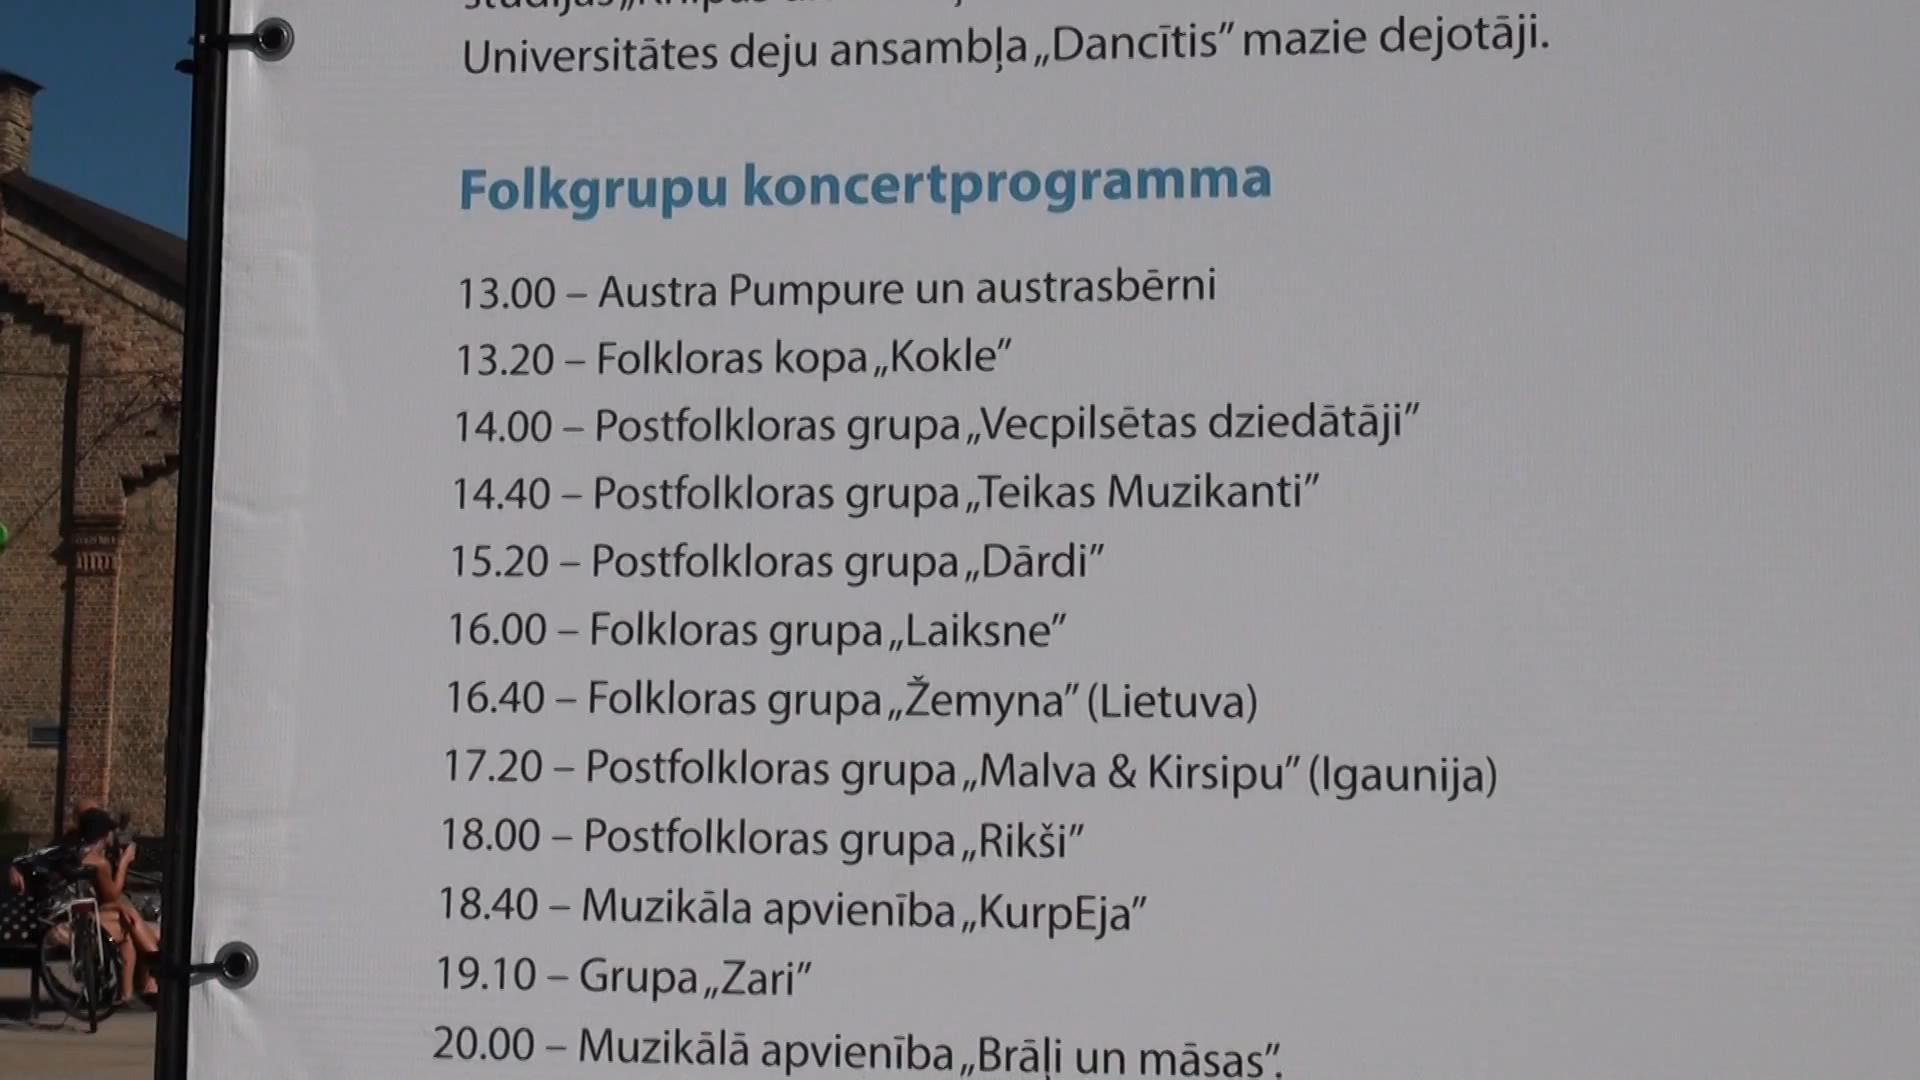 Universitātes deju ansambļa „Dancītis” mazie dejotāji.
Folkgrupu koncertprogramma
13.00 – Austra Pumpure un austrasbērni
13.20 – Folkloras kopa „Kokle”
14.00 – Postfolkloras grupa „Vecpilsētas dziedātāji”
14.40 – Postfolkloras grupa „Teikas Muzikanti”
15.20 – Postfolkloras grupa „Dārdi”
16.00 – Folkloras grupa „Laiksne”
16.40 – Folkloras grupa „Žemyna” (Lietuva)
17.20 – Postfolkloras grupa „Malva & Kirsipu” (Igaunija)
18.00 – Postfolkloras grupa „Rikši”
18.40 – Muzikāla apvienība „KurpEja”
19.10 – Grupa „Zari”
20.00 – Muzikālā apvienība „Brāļi un māsas”.